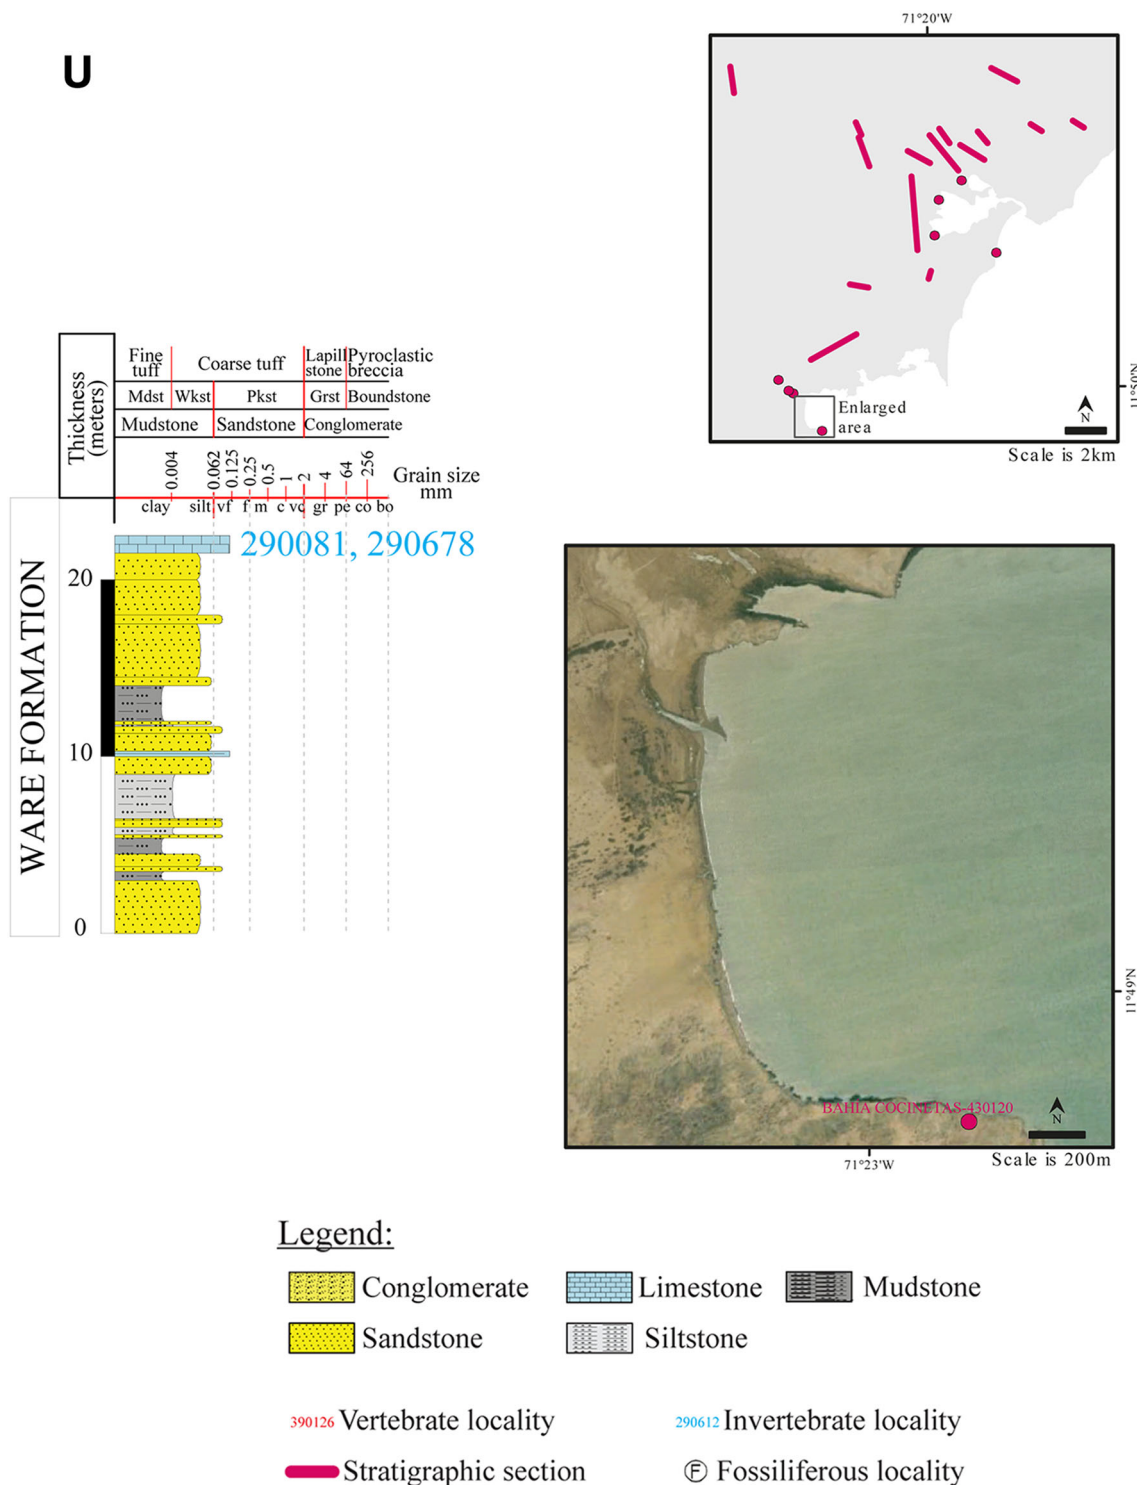 U
71°20'W
11°50'N
Enlarged
area
N
Scale is 2km
Thickness
(meters)
Fine
tuff
Coarse tuff
Lapilli
stone
Pyroclastic
breccia
Mdst
Wkst
Pkst
Grst
Boundstone
Mudstone
Sandstone
Conglomerate
0.004
0.062
0.125
0.25
0.5
1
2
4
64
256
Grain size
mm
clay
silt
vf
f
m
c
vc
gr
pe
co
bo
290081, 290678
WARE FORMATION
20
10
0
11°49'N
BAHIA COCINETAS-430120
N
71°23'W
Scale is 200m
Legend:
Conglomerate
Limestone
Mudstone
Sandstone
Siltstone
390126 Vertebrate locality
290612 Invertebrate locality
Stratigraphic section
F Fossiliferous locality